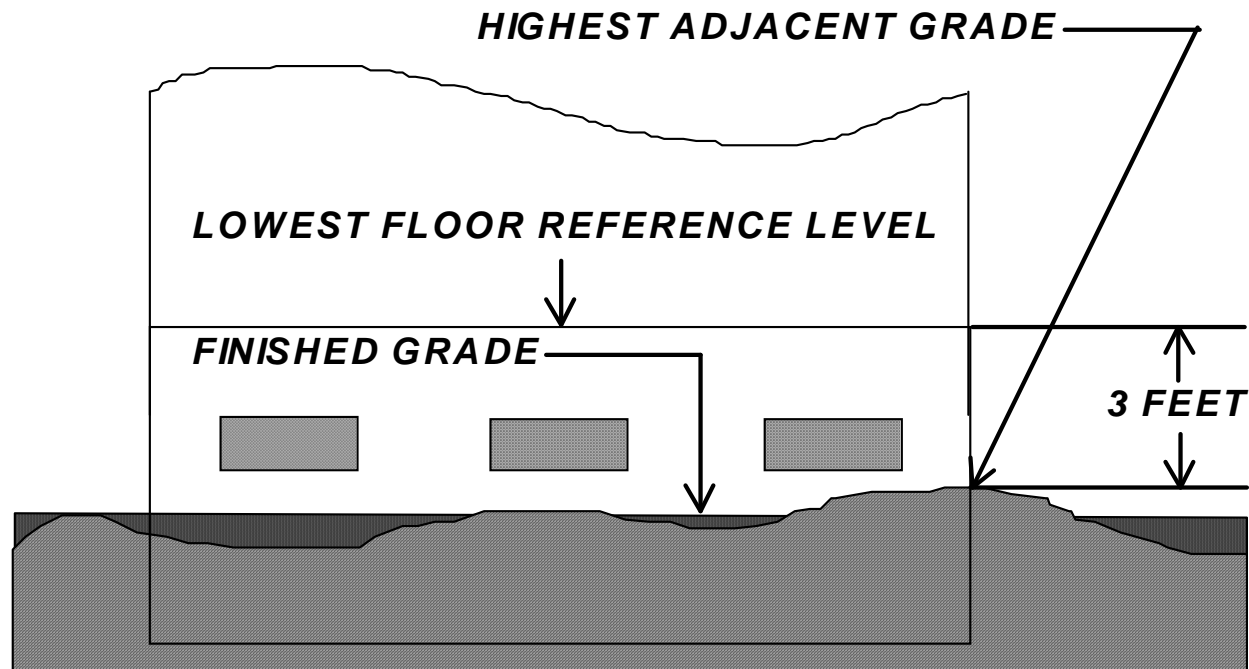 HIGHEST ADJACENT GRADE
LOWEST FLOOR REFERENCE LEVEL
FINISHED GRADE
3 FEET